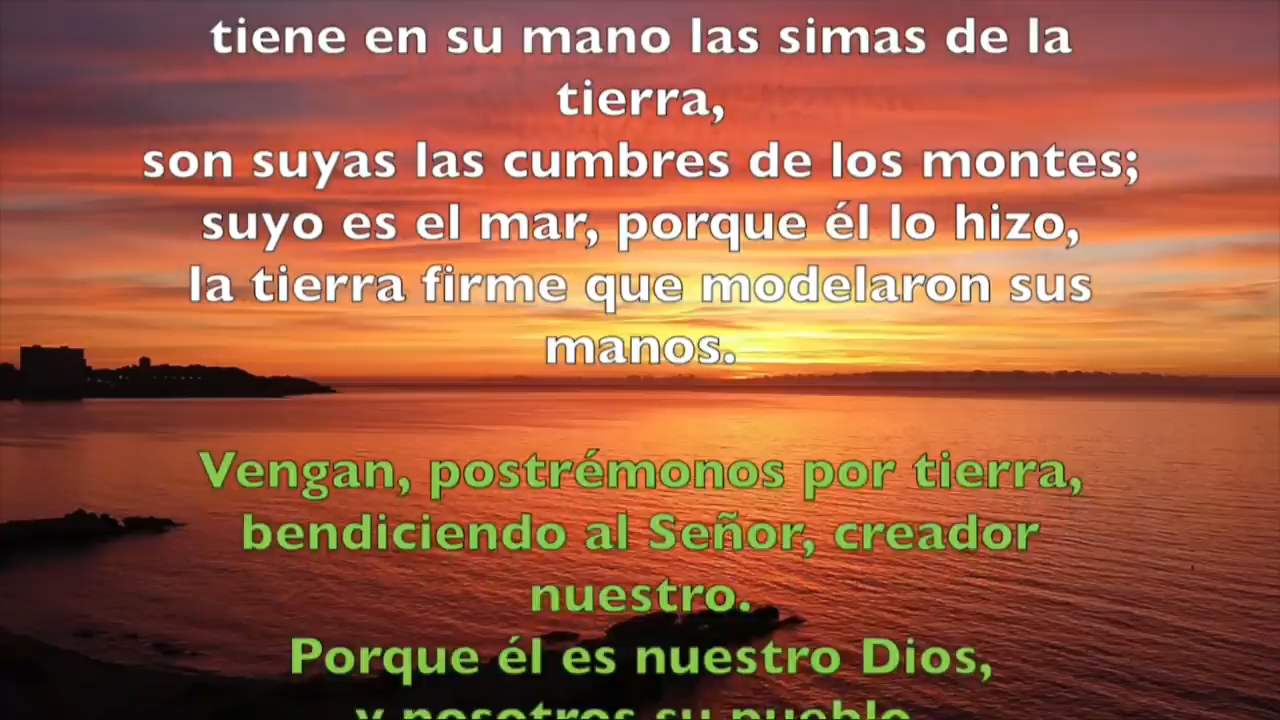 tiene en su mano las simas de la
tierra,
son suyas las cumbres de los montes;
suyo es el mar, porque él lo hizo,
la tierra firme que modelaron sus
manos.
Vengan, postrémonos por tierra,
bendiciendo al Señor, creador
nuestro.
Porque él es nuestro Dios,
y nosotros su pueblo